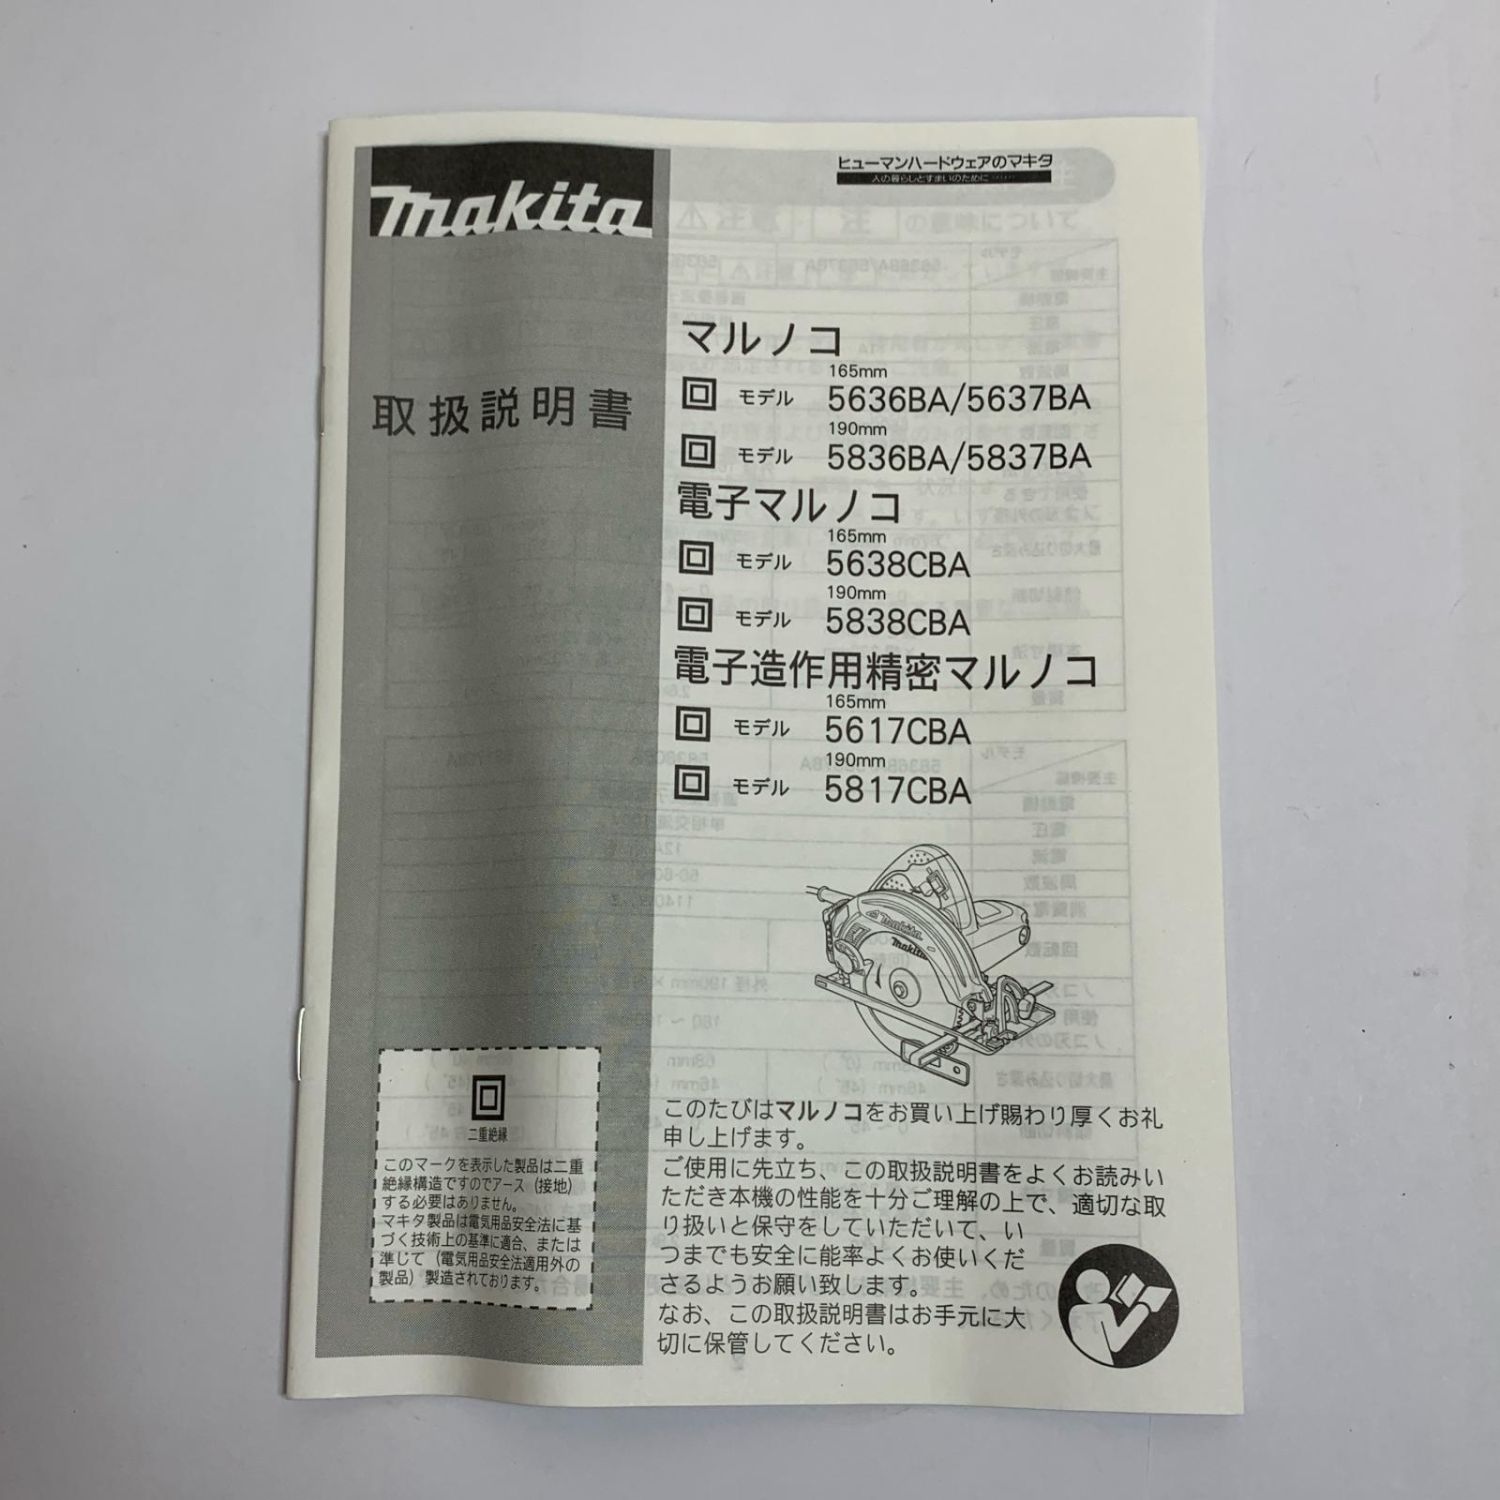 makita
ヒューマンハードウェアのマキタ
人の暮らしとすまいのために……
取扱説明書
マルノコ
165mm
モデル 5636BA/5637BA
190mm
モデル 5836BA/5837BA
電子マルノコ
165mm
モデル 5638CBA
190mm
モデル 5838CBA
電子造作用精密マルノコ
165mm
モデル 5617CBA
190mm
モデル 5817CBA
makita
makita
二重絶縁
このマークを表示した製品は二重
絶縁構造ですのでアース（接地）
する必要はありません。
マキタ製品は電気用品安全法に基
づく技術上の基準に適合、または
準じて（電気用品安全法適用外の
製品）製造されております。
このたびはマルノコをお買い上げ賜わり厚くお礼
申し上げます。
ご使用に先立ち、この取扱説明書をよくお読みい
ただき本機の性能を十分ご理解の上で、適切な取
り扱いと保守をしていただいて、い
つまでも安全に能率よくお使いくだ
さるようお願い致します。
なお、この取扱説明書はお手元に大
切に保管してください。